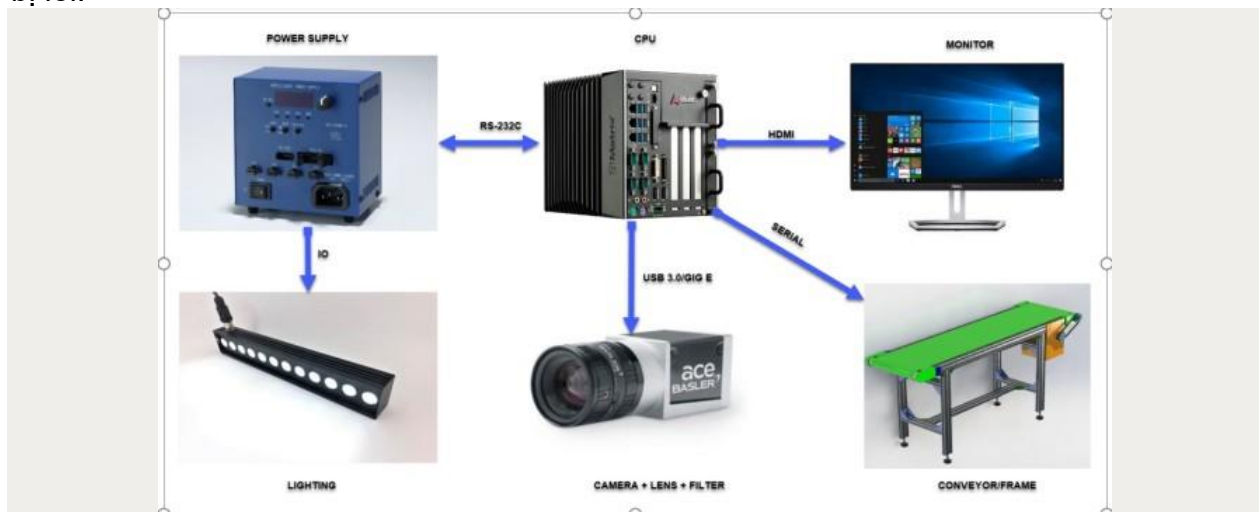 POWER SUPPLY
CPU
MONITOR
RS-232C
HDMI
IO
SERIAL
USB 3.0/GIG E
Matrix
ace
BASLER
LIGHTING
CAMERA + LENS + FILTER
CONVEYOR/FRAME